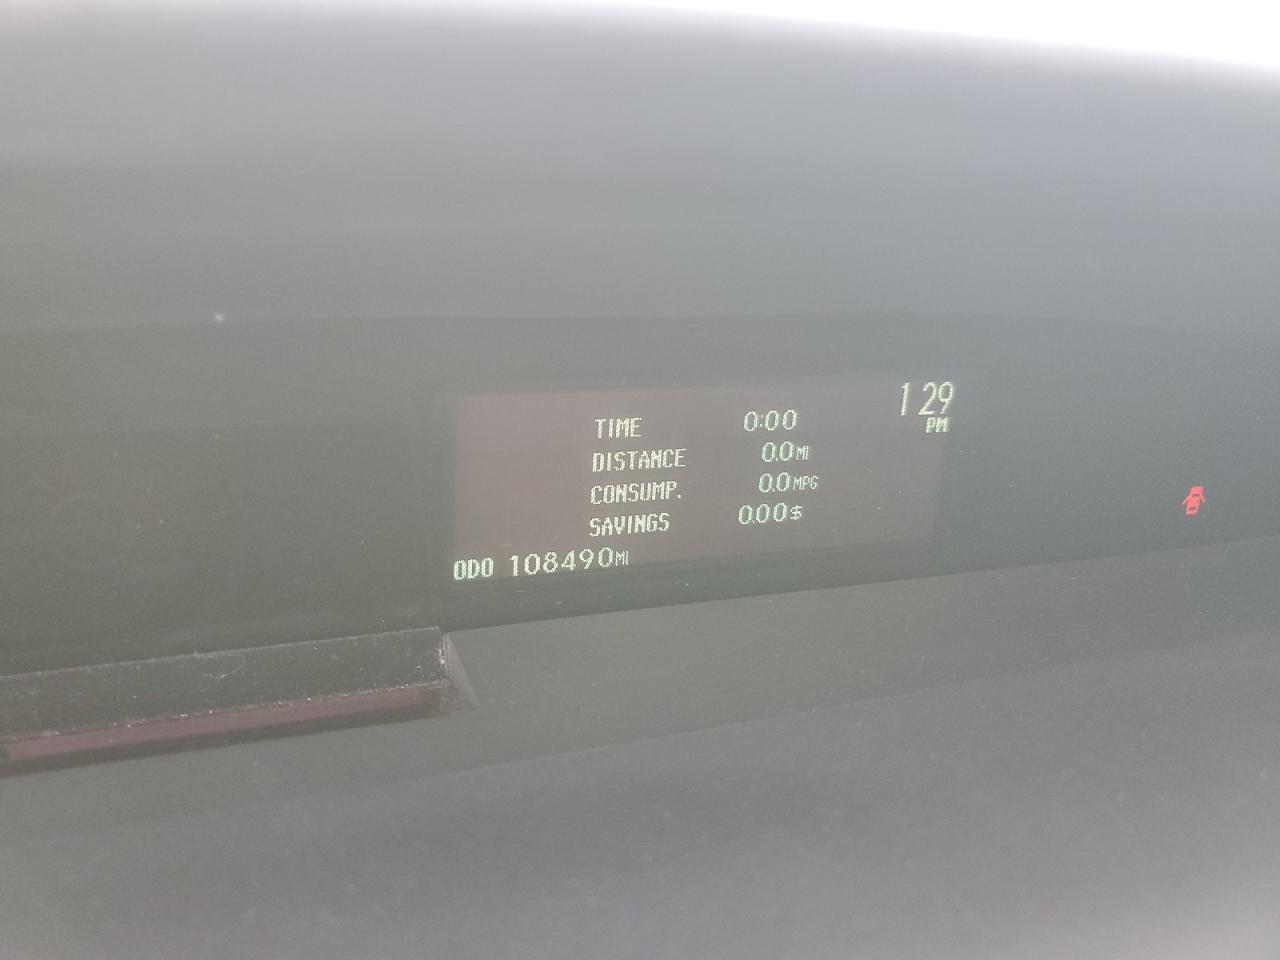 1 29
PM
TIME 0:00
DISTANCE 0.0 MI
CONSUMP. 0.0 MPG
SAVINGS 0.00 $
ODO 108490 MI